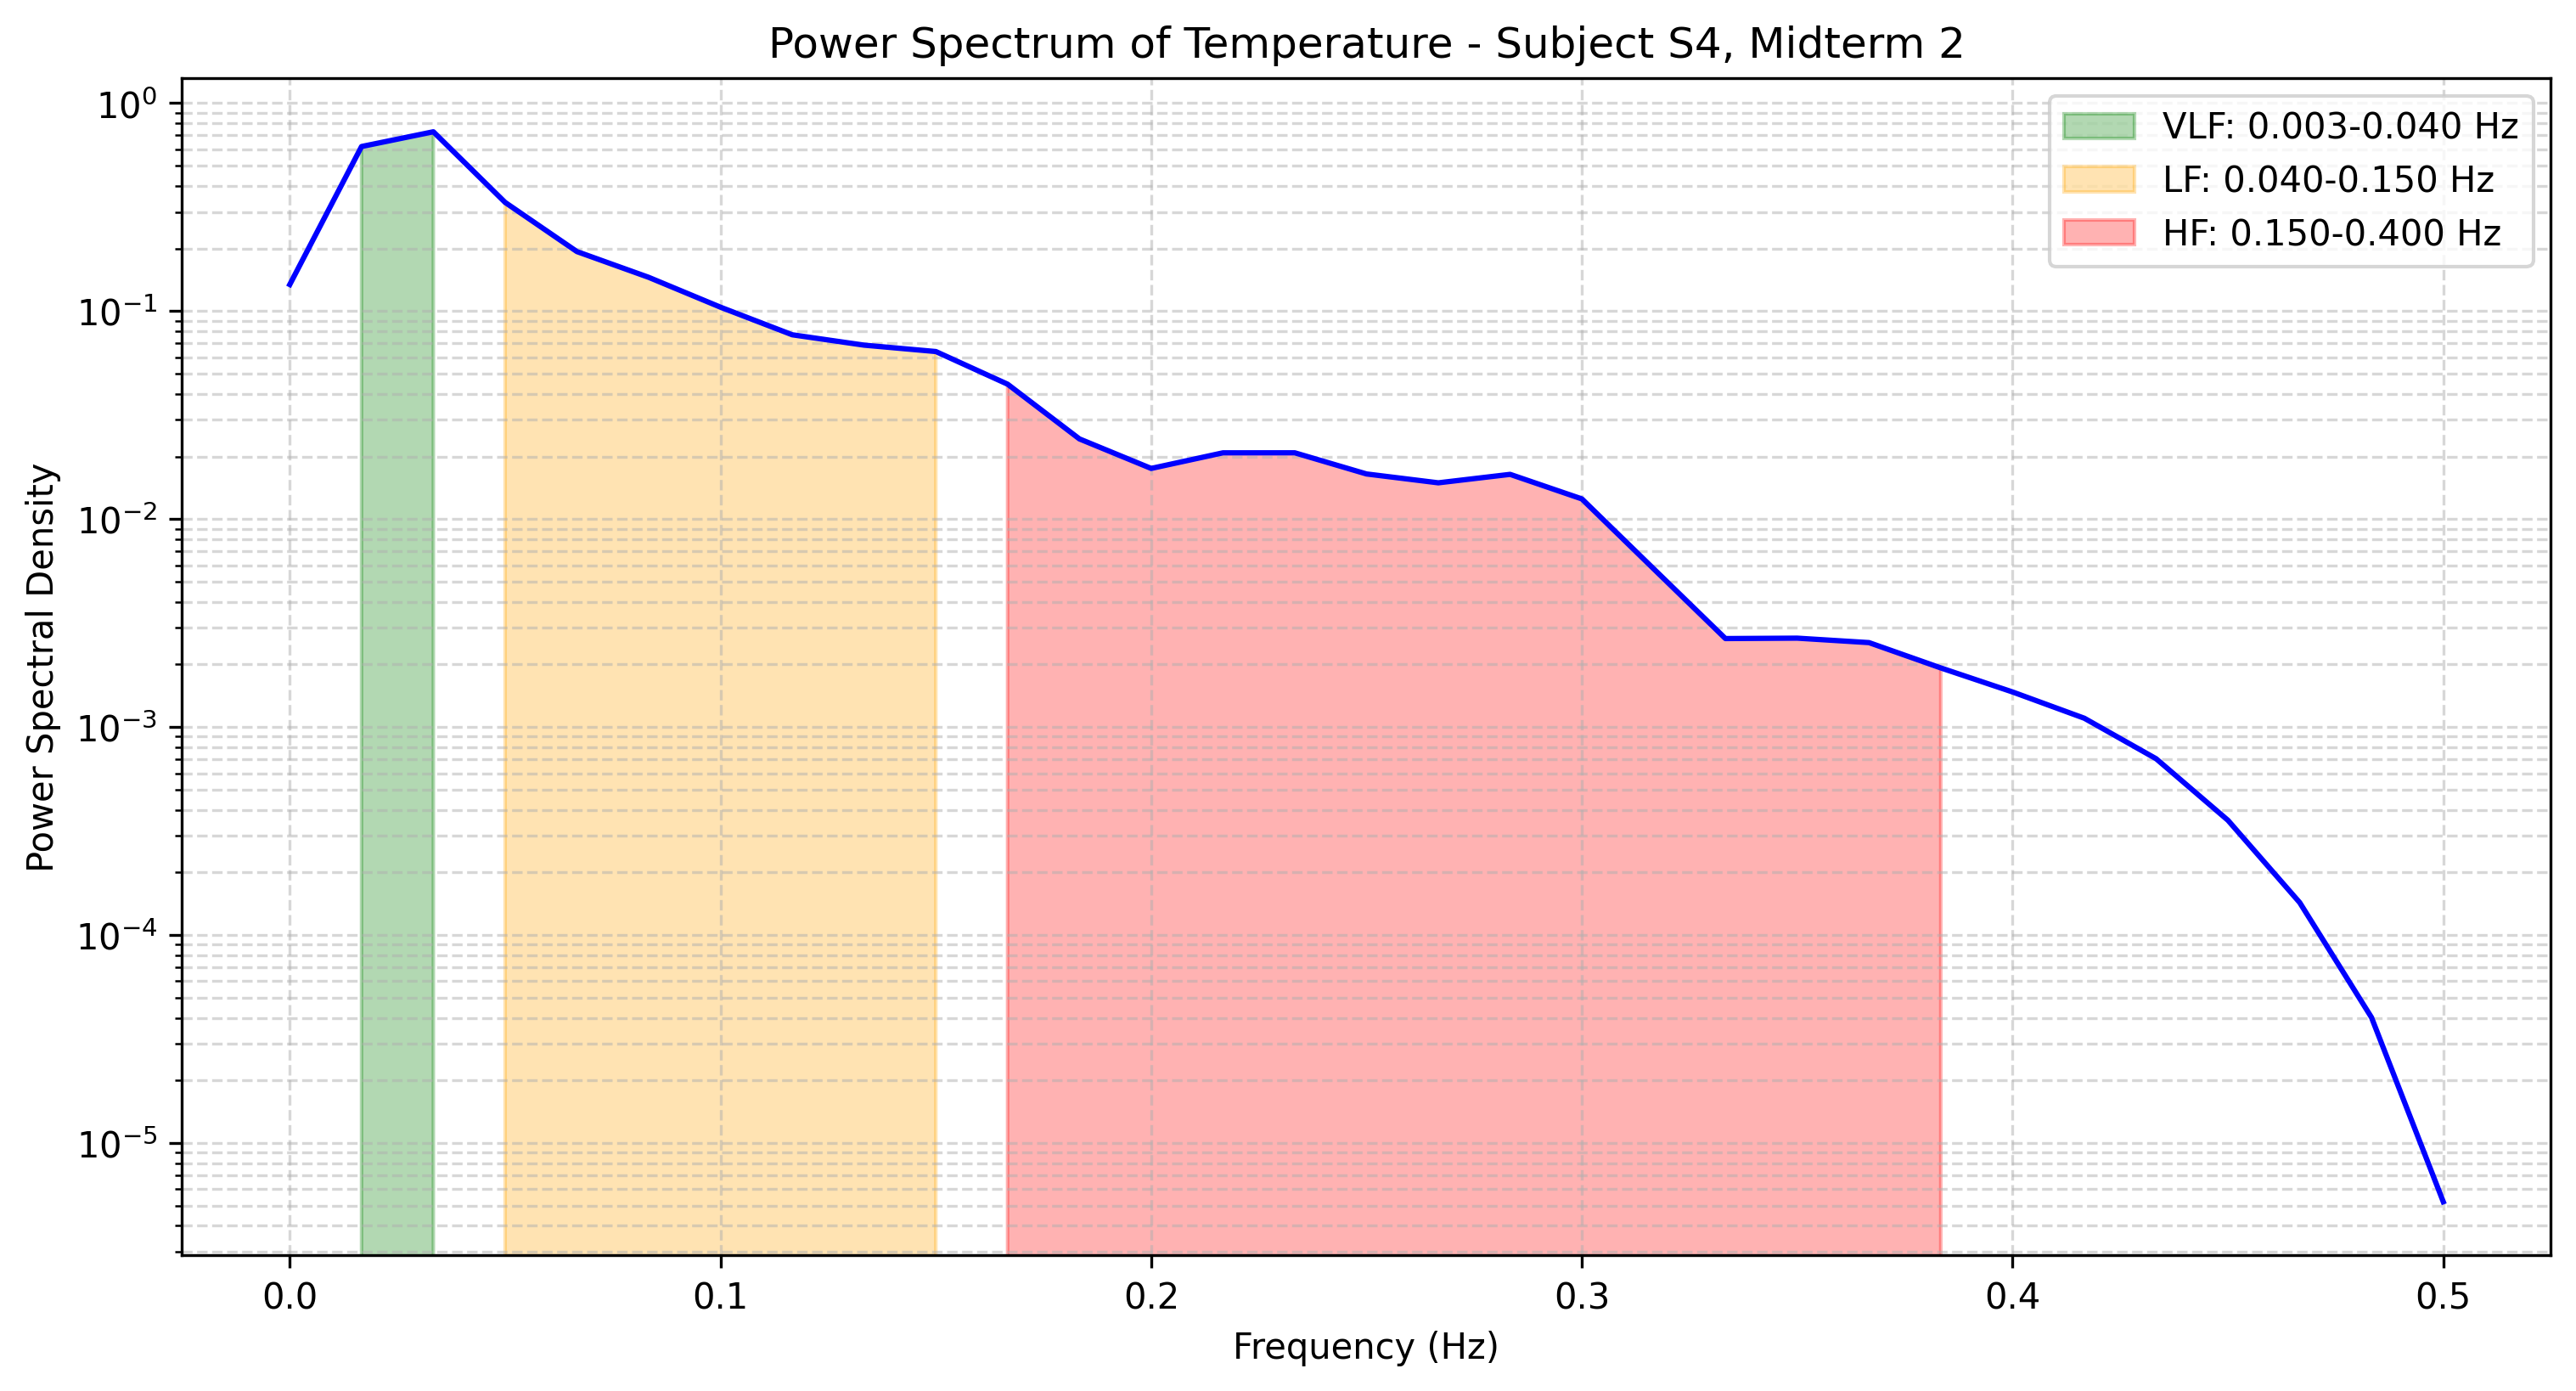 Power Spectrum of Temperature - Subject S4, Midterm 2
VLF: 0.003-0.040 Hz
LF: 0.040-0.150 Hz
HF: 0.150-0.400 Hz
Power Spectral Density
10⁰
10⁻¹
10⁻²
10⁻³
10⁻⁴
10⁻⁵
0.0 0.1 0.2 0.3 0.4 0.5
Frequency (Hz)